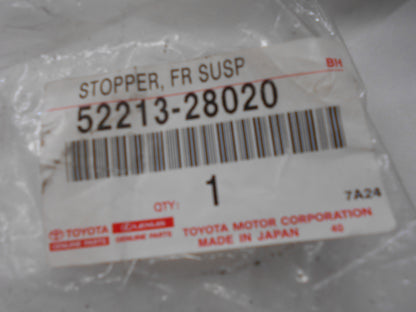 STOPPER, FR SUSP BH
52213-28020
QTY: 1 7A24
TOYOTA LEXUS TOYOTA MOTOR CORPORATION
GENUINE PARTS GENUINE PARTS MADE IN JAPAN 40